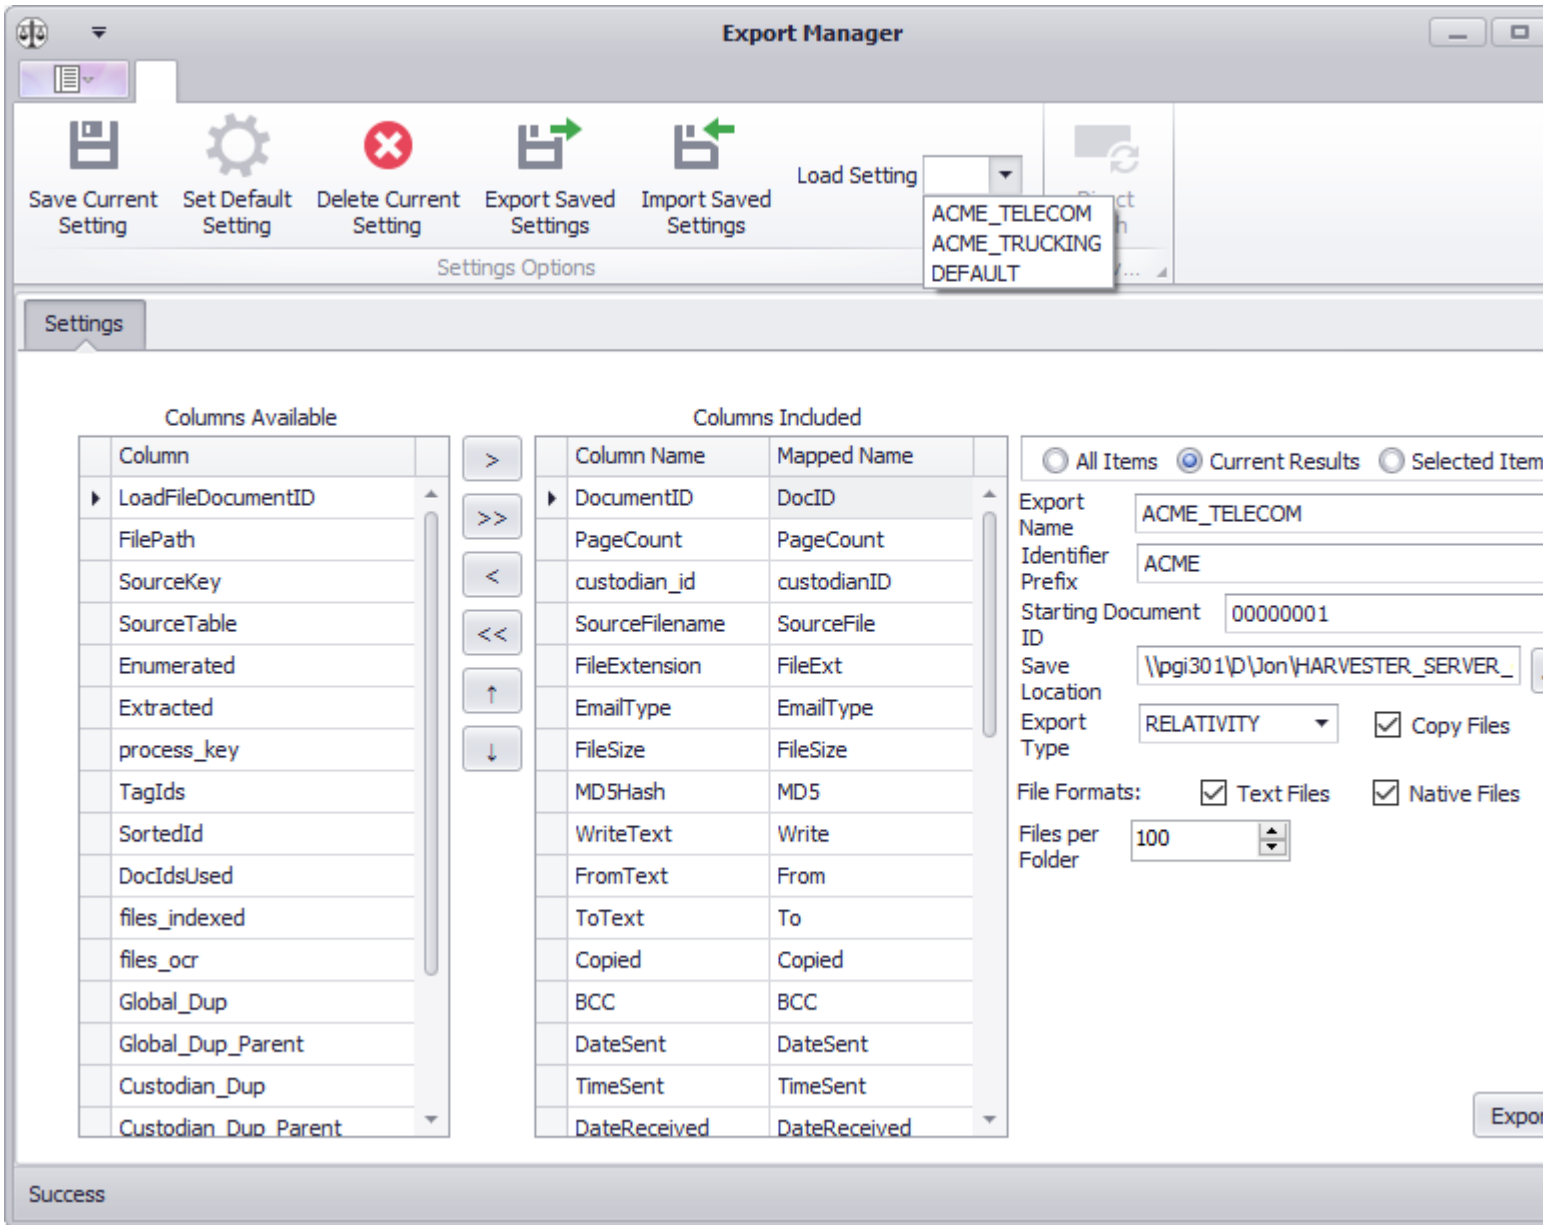 Export Manager
Save Current Setting
Set Default Setting
Delete Current Setting
Export Saved Settings
Import Saved Settings
Load Setting
ACME_TELECOM
ACME_TRUCKING
DEFAULT
Settings Options
Settings
Columns Available
Column
LoadFileDocumentID
FilePath
SourceKey
SourceTable
Enumerated
Extracted
process_key
TagIds
SortedId
DocIdsUsed
files_indexed
files_ocr
Global_Dup
Global_Dup_Parent
Custodian_Dup
Custodian_Dup_Parent
>
>>
<
<<
↑
↓
Columns Included
Column Name Mapped Name
DocumentID DocID
PageCount PageCount
custodian_id custodianID
SourceFilename SourceFile
FileExtension FileExt
EmailType EmailType
FileSize FileSize
MD5Hash MD5
WriteText Write
FromText From
ToText To
Copied Copied
BCC BCC
DateSent DateSent
TimeSent TimeSent
DateReceived DateReceived
All Items Current Results Selected Item
Export Name ACME_TELECOM
Identifier Prefix ACME
Starting Document ID 00000001
Save Location \\pgi301\D\Jon\HARVESTER_SERVER_
Export Type RELATIVITY Copy Files
File Formats: Text Files Native Files
Files per Folder 100
Expor
Success